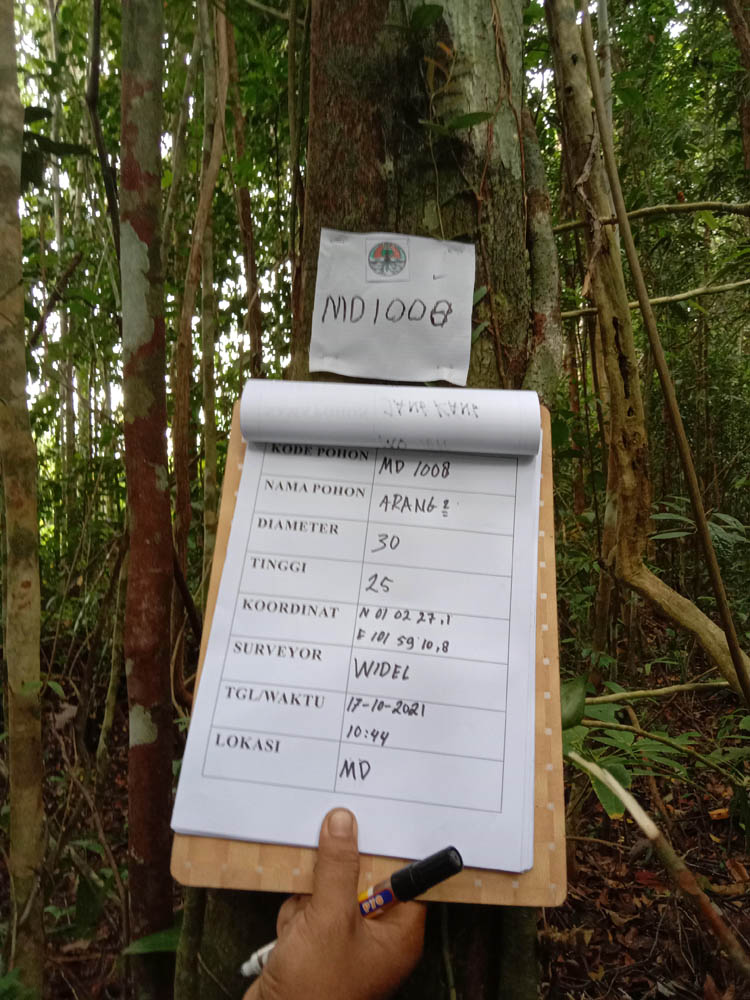 MD1008
KODE POHON MD 1008
NAMA POHON ARANG 2
DIAMETER 30
TINGGI 25
KOORDINAT N 01 02 27,1
E 101 59 10,8
SURVEYOR WIDEL
TGL/WAKTU 17-10-2021
10:44
LOKASI MD
Pro